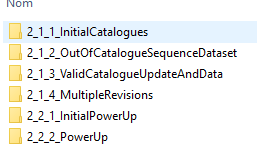 Nom
2_1_1_InitialCatalogues
2_1_2_OutOfCatalogueSequenceDataset
2_1_3_ValidCatalogueUpdateAndData
2_1_4_MultipleRevisions
2_2_1_InitialPowerUp
2_2_2_PowerUp